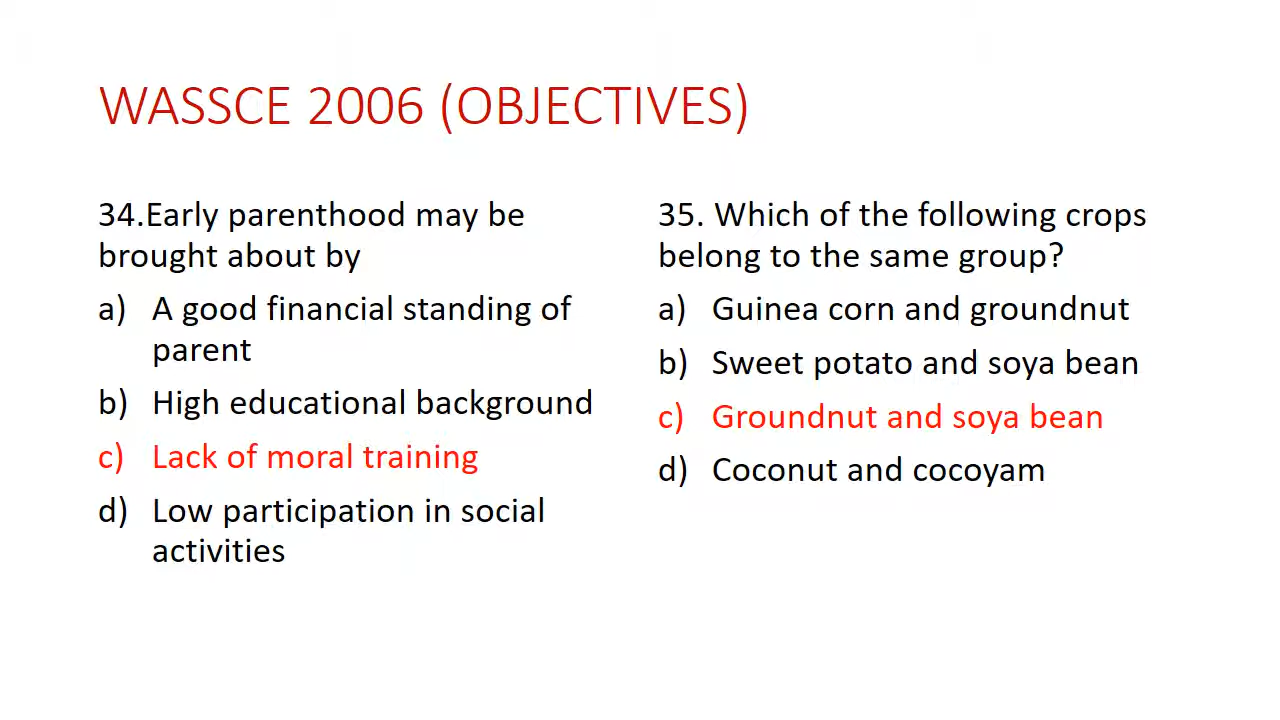 WASSCE 2006 (OBJECTIVES)
34.Early parenthood may be
brought about by
a) A good financial standing of
parent
b) High educational background
c) Lack of moral training
d) Low participation in social
activities
35. Which of the following crops
belong to the same group?
a) Guinea corn and groundnut
b) Sweet potato and soya bean
c) Groundnut and soya bean
d) Coconut and cocoyam